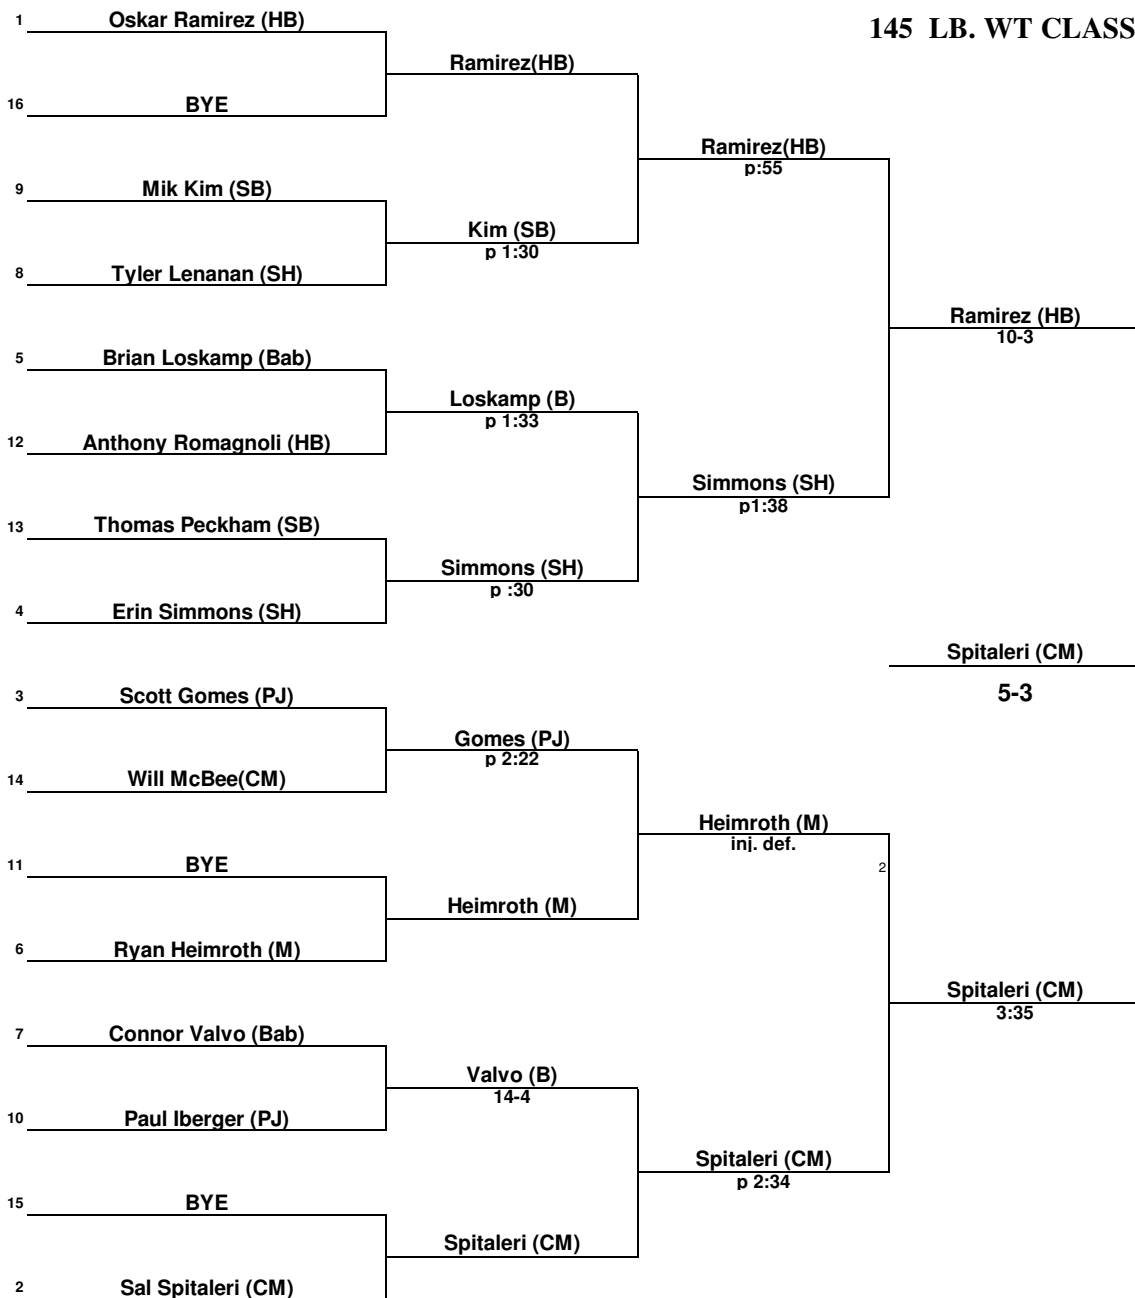 145 LB. WT CLASS
1 Oskar Ramirez (HB)
Ramirez(HB)
16 BYE
Ramirez(HB)
p:55
9 Mik Kim (SB)
Kim (SB)
p 1:30
8 Tyler Lenanan (SH)
Ramirez (HB)
10-3
5 Brian Loskamp (Bab)
Loskamp (B)
p 1:33
12 Anthony Romagnoli (HB)
Simmons (SH)
p1:38
13 Thomas Peckham (SB)
Simmons (SH)
p :30
4 Erin Simmons (SH)
Spitaleri (CM)
5-3
3 Scott Gomes (PJ)
Gomes (PJ)
p 2:22
14 Will McBee(CM)
Heimroth (M)
inj. def.
2
11 BYE
Heimroth (M)
6 Ryan Heimroth (M)
Spitaleri (CM)
3:35
7 Connor Valvo (Bab)
Valvo (B)
14-4
10 Paul Iberger (PJ)
Spitaleri (CM)
p 2:34
15 BYE
Spitaleri (CM)
2 Sal Spitaleri (CM)